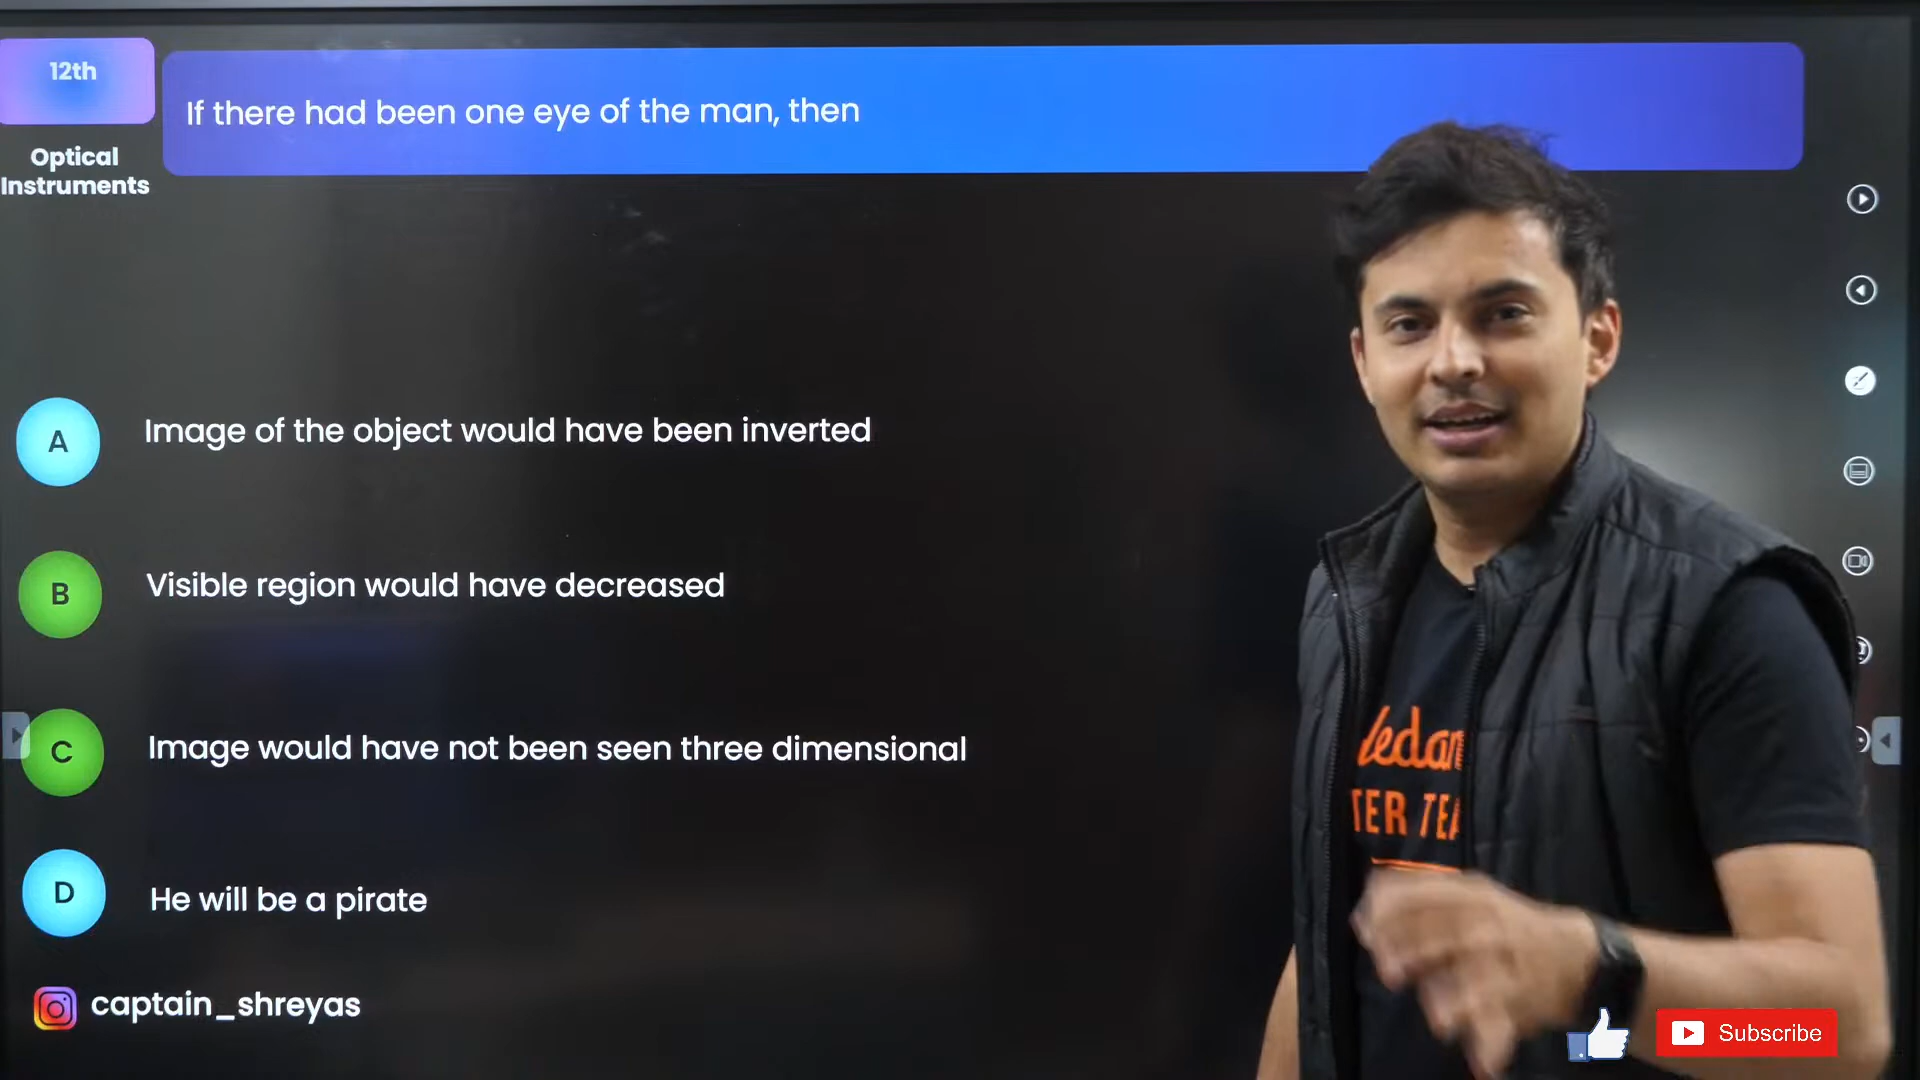 12th
If there had been one eye of the man, then
Optical
Instruments
A
Image of the object would have been inverted
B
Visible region would have decreased
C
Image would have not been seen three dimensional
D
He will be a pirate
captain_shreyas
Subscribe